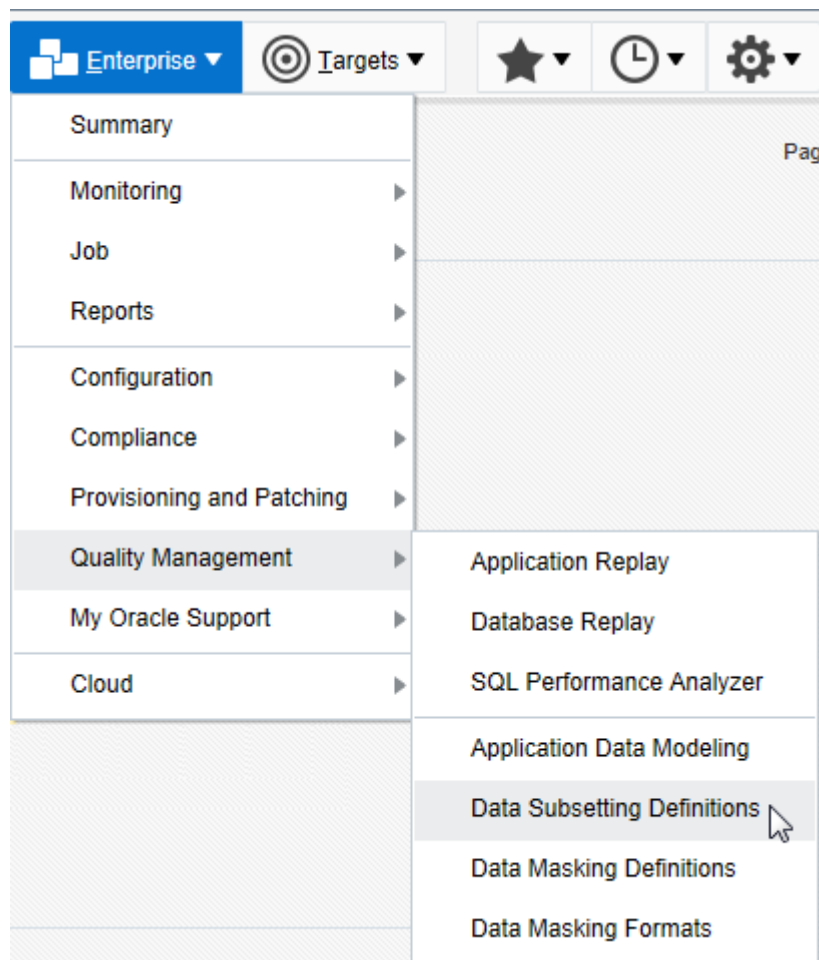 Enterprise Targets
Pag
Summary
Monitoring
Job
Reports
Configuration
Compliance
Provisioning and Patching
Quality Management
My Oracle Support
Cloud
Application Replay
Database Replay
SQL Performance Analyzer
Application Data Modeling
Data Subsetting Definitions
Data Masking Definitions
Data Masking Formats